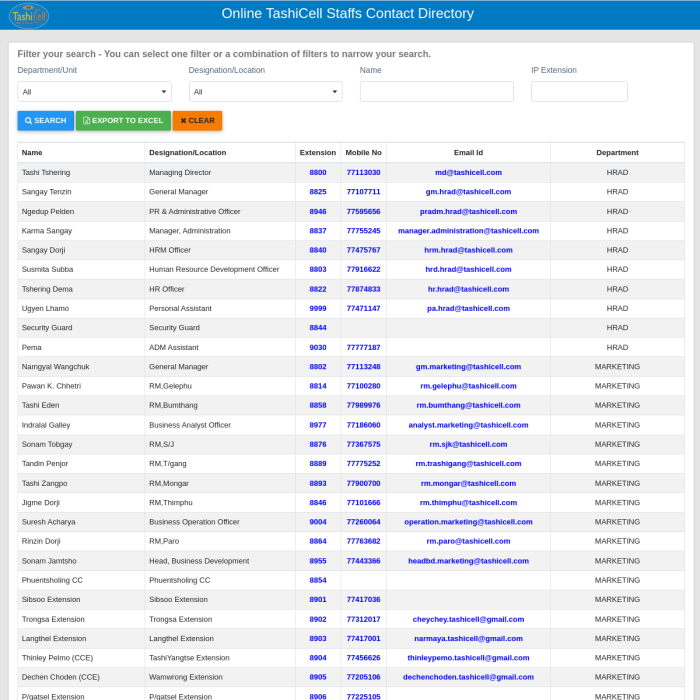 TashiCell
Online TashiCell Staffs Contact Directory
Filter your search - You can select one filter or a combination of filters to narrow your search.
Department/Unit Designation/Location Name IP Extension
All All
SEARCH EXPORT TO EXCEL CLEAR
Name Designation/Location Extension Mobile No Email Id Department
Tashi Tshering Managing Director 8800 77113030 md@tashicell.com HRAD
Sangay Tenzin General Manager 8825 77107711 gm.hrad@tashicell.com HRAD
Ngedup Pelden PR & Administrative Officer 8946 77595656 pradm.hrad@tashicell.com HRAD
Karma Sangay Manager, Administration 8837 77755245 manager.administration@tashicell.com HRAD
Sangay Dorji HRM Officer 8840 77475767 hrm.hrad@tashicell.com HRAD
Susmita Subba Human Resource Development Officer 8803 77916622 hrd.hrad@tashicell.com HRAD
Tshering Dema HR Officer 8822 77874833 hr.hrad@tashicell.com HRAD
Ugyen Lhamo Personal Assistant 9999 77471147 pa.hrad@tashicell.com HRAD
Security Guard Security Guard 8844 HRAD
Pema ADM Assistant 9030 77777187 HRAD
Namgyal Wangchuk General Manager 8802 77113248 gm.marketing@tashicell.com MARKETING
Pawan K. Chhetri RM,Gelephu 8814 77100280 rm.gelephu@tashicell.com MARKETING
Tashi Eden RM,Bumthang 8858 77989976 rm.bumthang@tashicell.com MARKETING
Indralal Galley Business Analyst Officer 8977 77186060 analyst.marketing@tashicell.com MARKETING
Sonam Tobgay RM,S/J 8876 77367575 rm.sjk@tashicell.com MARKETING
Tandin Penjor RM,T/gang 8889 77775252 rm.trashigang@tashicell.com MARKETING
Tashi Zangpo RM,Mongar 8893 77900700 rm.mongar@tashicell.com MARKETING
Jigme Dorji RM,Thimphu 8846 77101666 rm.thimphu@tashicell.com MARKETING
Suresh Acharya Business Operation Officer 9004 77260064 operation.marketing@tashicell.com MARKETING
Rinzin Dorji RM,Paro 8864 77763682 rm.paro@tashicell.com MARKETING
Sonam Jamtsho Head, Business Development 8955 77443366 headbd.marketing@tashicell.com MARKETING
Phuentsholing CC Phuentsholing CC 8854 MARKETING
Sibsoo Extension Sibsoo Extension 8901 77417036 MARKETING
Trongsa Extension Trongsa Extension 8902 77312017 cheychey.tashicell@gmail.com MARKETING
Langthel Extension Langthel Extension 8903 77417001 narmaya.tashicell@gmail.com MARKETING
Thinley Pelmo (CCE) TashiYangtse Extension 8904 77456626 thinleypemo.tashicell@gmail.com MARKETING
Dechen Choden (CCE) Wamwrong Extension 8905 77205106 dechenchoden.tashicell@gmail.com MARKETING
P/gatsel Extension P/gatsel Extension 8906 77225105 MARKETING